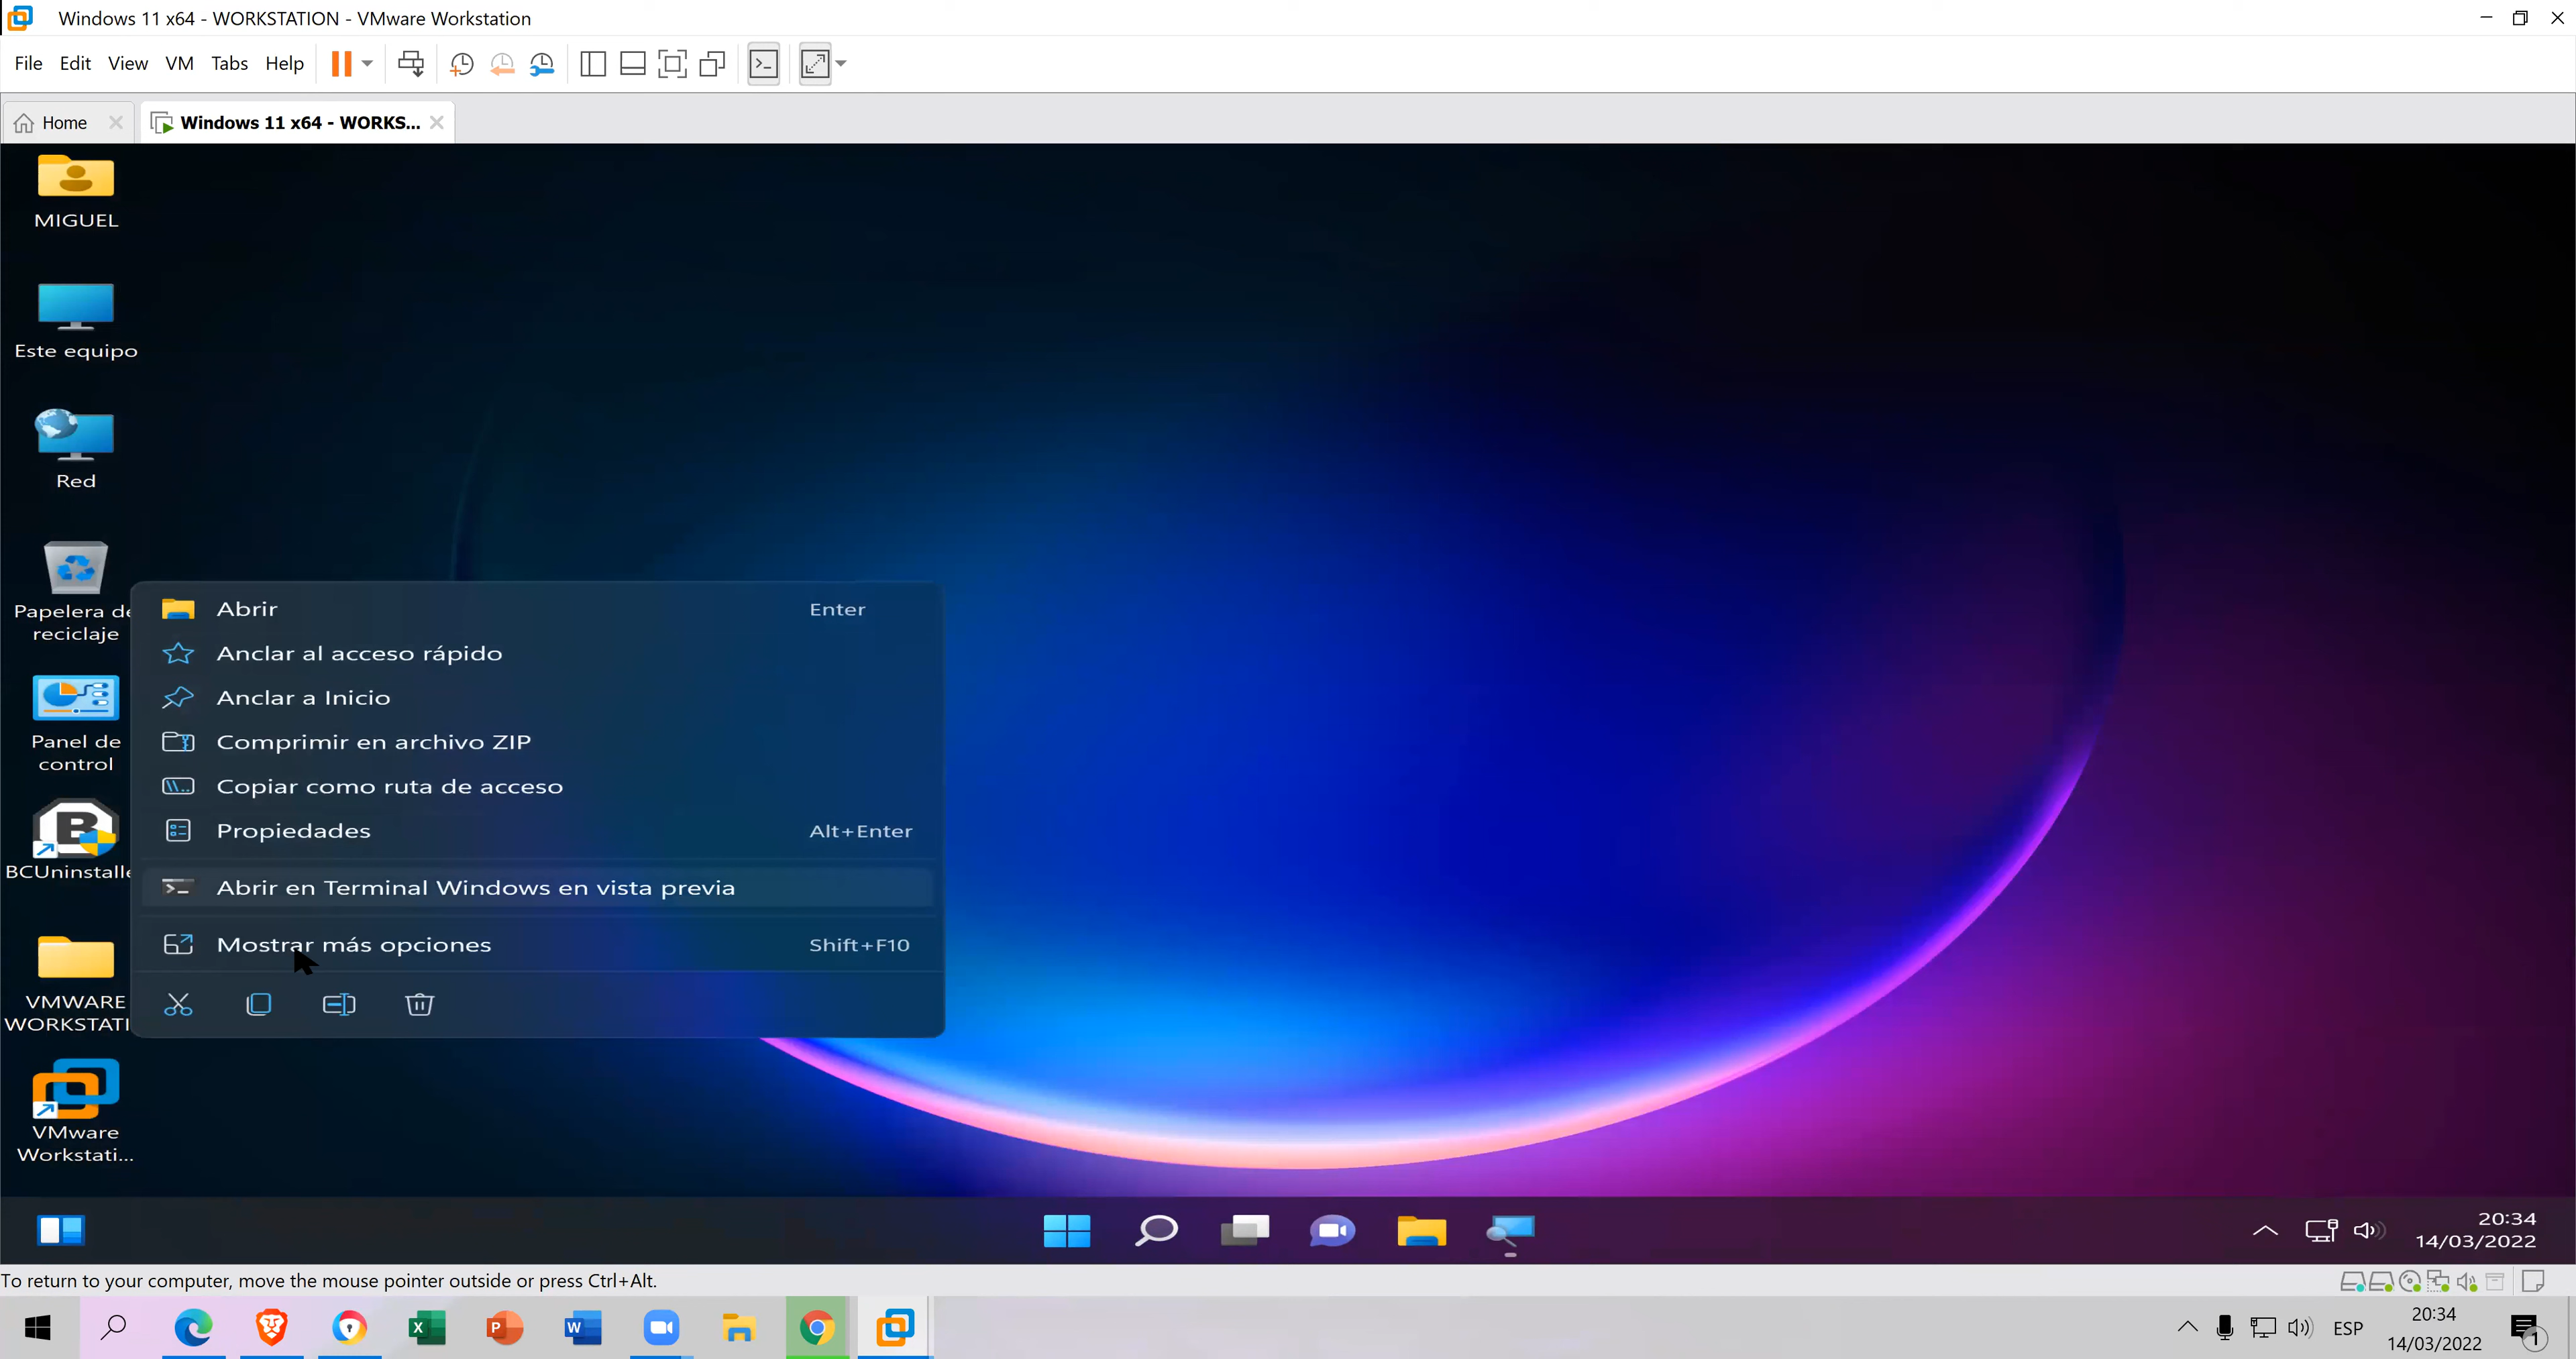 Windows 11 x64 - WORKSTATION - VMware Workstation
File Edit View VM Tabs Help
Home
Windows 11 x64 - WORKS...
MIGUEL
Este equipo
Red
Papelera de
reciclaje
Panel de
control
BCUninstalle
VMWARE
WORKSTATI
VMware
Workstati...
Abrir Enter
Anclar al acceso rápido
Anclar a Inicio
Comprimir en archivo ZIP
Copiar como ruta de acceso
Propiedades Alt+Enter
Abrir en Terminal Windows en vista previa
Mostrar más opciones Shift+F10
20:34
14/03/2022
To return to your computer, move the mouse pointer outside or press Ctrl+Alt.
ESP
20:34
14/03/2022
1